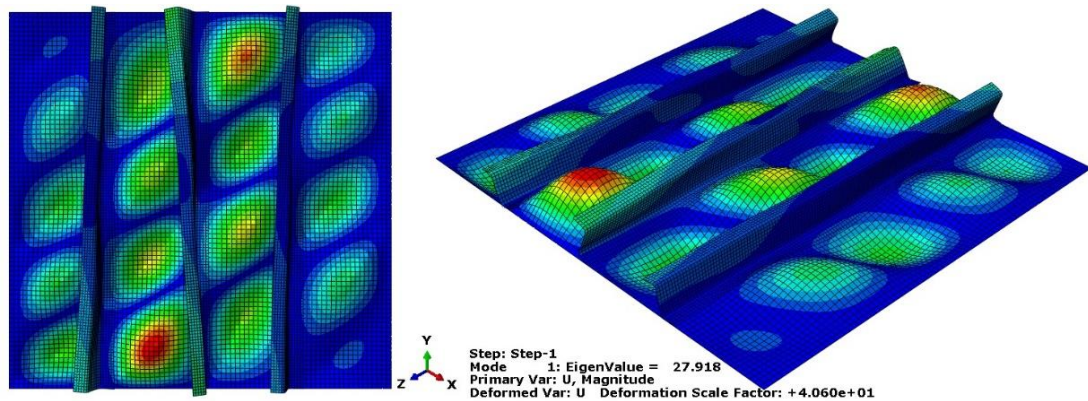 Y
Z X
Step: Step-1
Mode 1: EigenValue = 27.918
Primary Var: U, Magnitude
Deformed Var: U Deformation Scale Factor: +4.060e+01